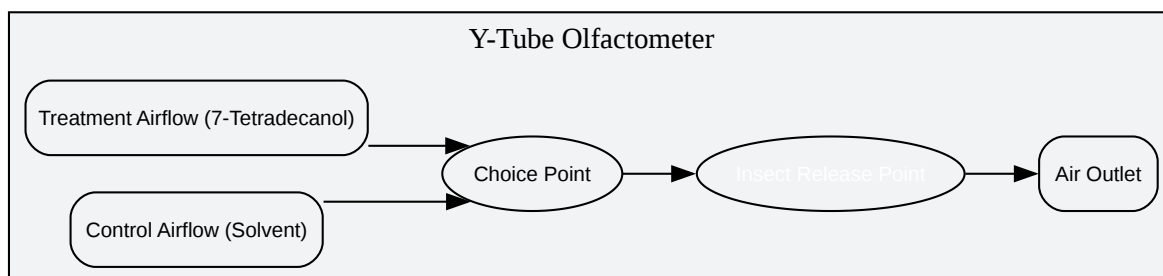 Y-Tube Olfactometer
Treatment Airflow (7-Tetradecanol)
Choice Point
Insect Release Point
Air Outlet
Control Airflow (Solvent)